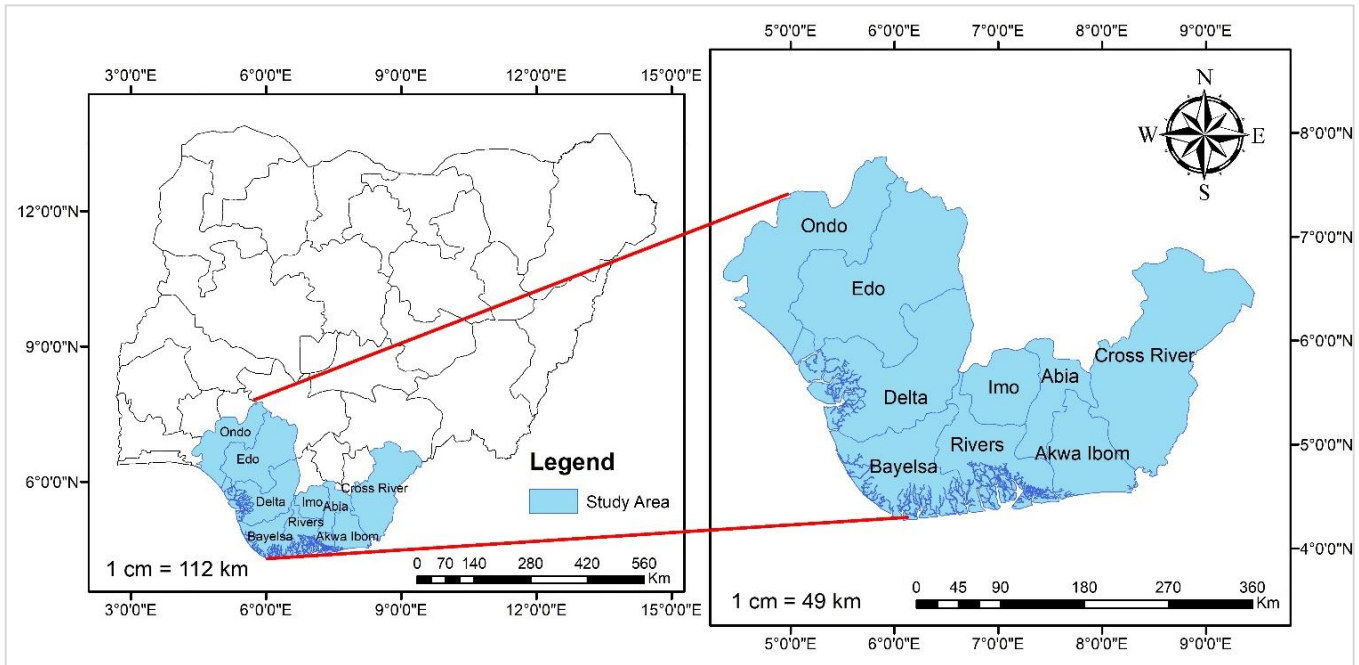 3°0'0"E 6°0'0"E 9°0'0"E 12°0'0"E 15°0'0"E
12°0'0"N
9°0'0"N
6°0'0"N
Ondo
Edo
Delta
Imo
Abia
Cross River
Rivers
Bayelsa
Akwa Ibom
Legend
Study Area
1 cm = 112 km
0 70 140 280 420 560
Km
3°0'0"E 6°0'0"E 9°0'0"E 12°0'0"E 15°0'0"E
5°0'0"E 6°0'0"E 7°0'0"E 8°0'0"E 9°0'0"E
N
W E
S
8°0'0"N
7°0'0"N
6°0'0"N
5°0'0"N
4°0'0"N
Ondo
Edo
Cross River
Abia
Imo
Delta
Rivers
Akwa Ibom
Bayelsa
1 cm = 49 km
0 45 90 180 270 360
Km
5°0'0"E 6°0'0"E 7°0'0"E 8°0'0"E 9°0'0"E